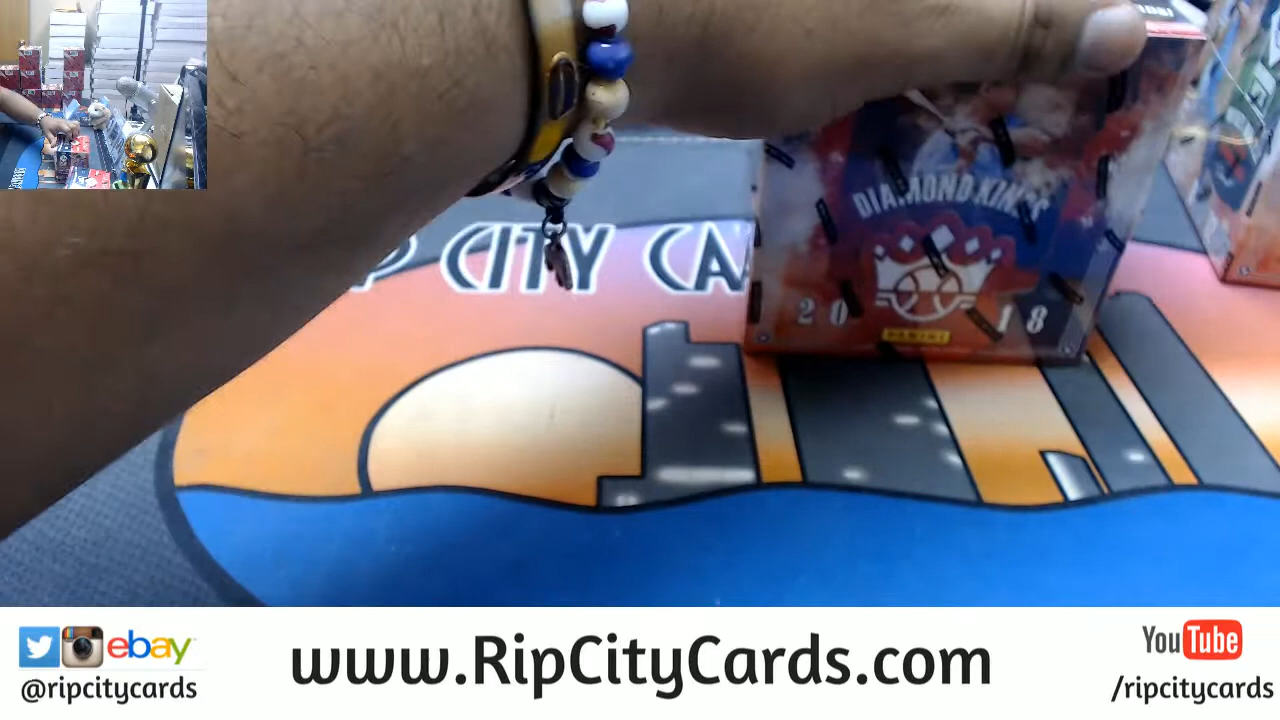 DIAMOND KINGS
P CITY CA
20 18
PANINI
ebay
@ripcitycards
www.RipCityCards.com
YouTube
/ripcitycards